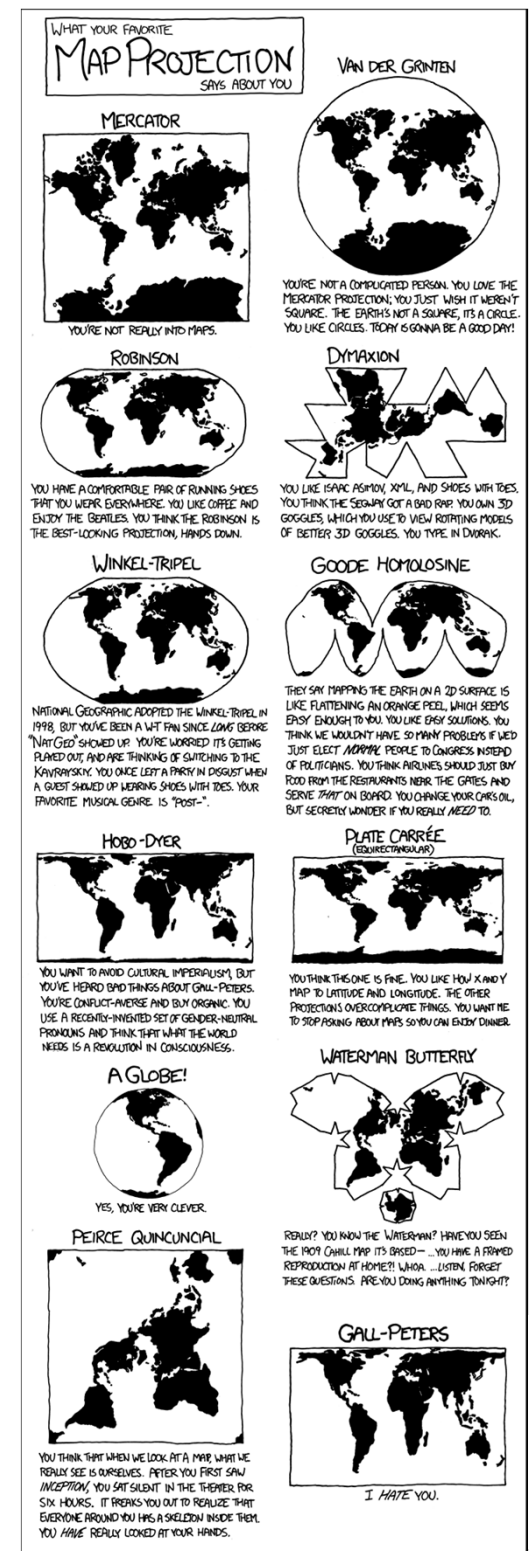 WHAT YOUR FAVORITE
MAP PROJECTION
SAYS ABOUT YOU
MERCATOR
YOU'RE NOT REALLY INTO MAPS.
VAN DER GRINTEN
YOU'RE NOT A COMPLICATED PERSON. YOU LOVE THE
MERCATOR PROJECTION; YOU JUST WISH IT WEREN'T
SQUARE. THE EARTH'S NOT A SQUARE, IT'S A CIRCLE.
YOU LIKE CIRCLES. TODAY IS GONNA BE A GOOD DAY!
ROBINSON
YOU HAVE A COMFORTABLE PAIR OF RUNNING SHOES
THAT YOU WEAR EVERYWHERE. YOU LIKE COFFEE AND
ENJOY THE BEATLES. YOU THINK THE ROBINSON IS
THE BEST-LOOKING PROJECTION, HANDS DOWN.
DYMAXION
YOU LIKE ISAAC ASIMOV, XML, AND SHOES WITH TOES.
YOU THINK THE SEGWAY GOT A BAD RAP. YOU OWN 3D
GOGGLES, WHICH YOU USE TO VIEW ROTATING MODELS
OF BETTER 3D GOGGLES. YOU TYPE IN DVORAK.
WINKEL-TRIPEL
NATIONAL GEOGRAPHIC ADOPTED THE WINKEL-TRIPEL IN
1998, BUT YOU'VE BEEN A W-T FAN SINCE LONG BEFORE
"NAT GEO" SHOWED UP. YOU'RE WORRIED IT'S GETTING
PLAYED OUT, AND ARE THINKING OF SWITCHING TO THE
KAVRAYSKIY. YOU ONCE LEFT A PARTY IN DISGUST WHEN
A GUEST SHOWED UP WEARING SHOES WITH TOES. YOUR
FAVORITE MUSICAL GENRE IS "POST-".
GOODE HOMOLOSINE
THEY SAY MAPPING THE EARTH ON A 2D SURFACE IS
LIKE FLATTENING AN ORANGE PEEL, WHICH SEEMS
EASY ENOUGH TO YOU. YOU LIKE EASY SOLUTIONS. YOU
THINK WE WOULDN'T HAVE SO MANY PROBLEMS IF WE'D
JUST ELECT NORMAL PEOPLE TO CONGRESS INSTEAD
OF POLITICIANS. YOU THINK AIRLINES SHOULD JUST BUY
FOOD FROM THE RESTAURANTS NEAR THE GATES AND
SERVE THAT ON BOARD. YOU CHANGE YOUR CAR'S OIL,
BUT SECRETLY WONDER IF YOU REALLY NEED TO.
HOBO-DYER
YOU WANT TO AVOID CULTURAL IMPERIALISM, BUT
YOU'VE HEARD BAD THINGS ABOUT GALL-PETERS.
YOU'RE CONFLICT-AVERSE AND BUY ORGANIC. YOU
USE A RECENTLY-INVENTED SET OF GENDER-NEUTRAL
PRONOUNS AND THINK THAT WHAT THE WORLD
NEEDS IS A REVOLUTION IN CONSCIOUSNESS.
PLATE CARRÉE
(EQUIRECTANGULAR)
YOU THINK THIS ONE IS FINE. YOU LIKE HOW X AND Y
MAP TO LATITUDE AND LONGITUDE. THE OTHER
PROJECTIONS OVERCOMPLICATE THINGS. YOU WANT ME
TO STOP ASKING ABOUT MAPS SO YOU CAN ENJOY DINNER.
A GLOBE!
YES, YOU'RE VERY CLEVER.
WATERMAN BUTTERFLY
REALLY? YOU KNOW THE WATERMAN? HAVE YOU SEEN
THE 1909 CAHILL MAP IT'S BASED— ...YOU HAVE A FRAMED
REPRODUCTION AT HOME?! WHOA. ...LISTEN, FORGET
THESE QUESTIONS. ARE YOU DOING ANYTHING TONIGHT?
PEIRCE QUINCUNCIAL
YOU THINK THAT WHEN WE LOOK AT A MAP, WHAT WE
REALLY SEE IS OURSELVES. AFTER YOU FIRST SAW
INCEPTION, YOU SAT SILENT IN THE THEATER FOR
SIX HOURS. IT FREAKS YOU OUT TO REALIZE THAT
EVERYONE AROUND YOU HAS A SKELETON INSIDE THEM.
YOU HAVE REALLY LOOKED AT YOUR HANDS.
GALL-PETERS
I HATE YOU.